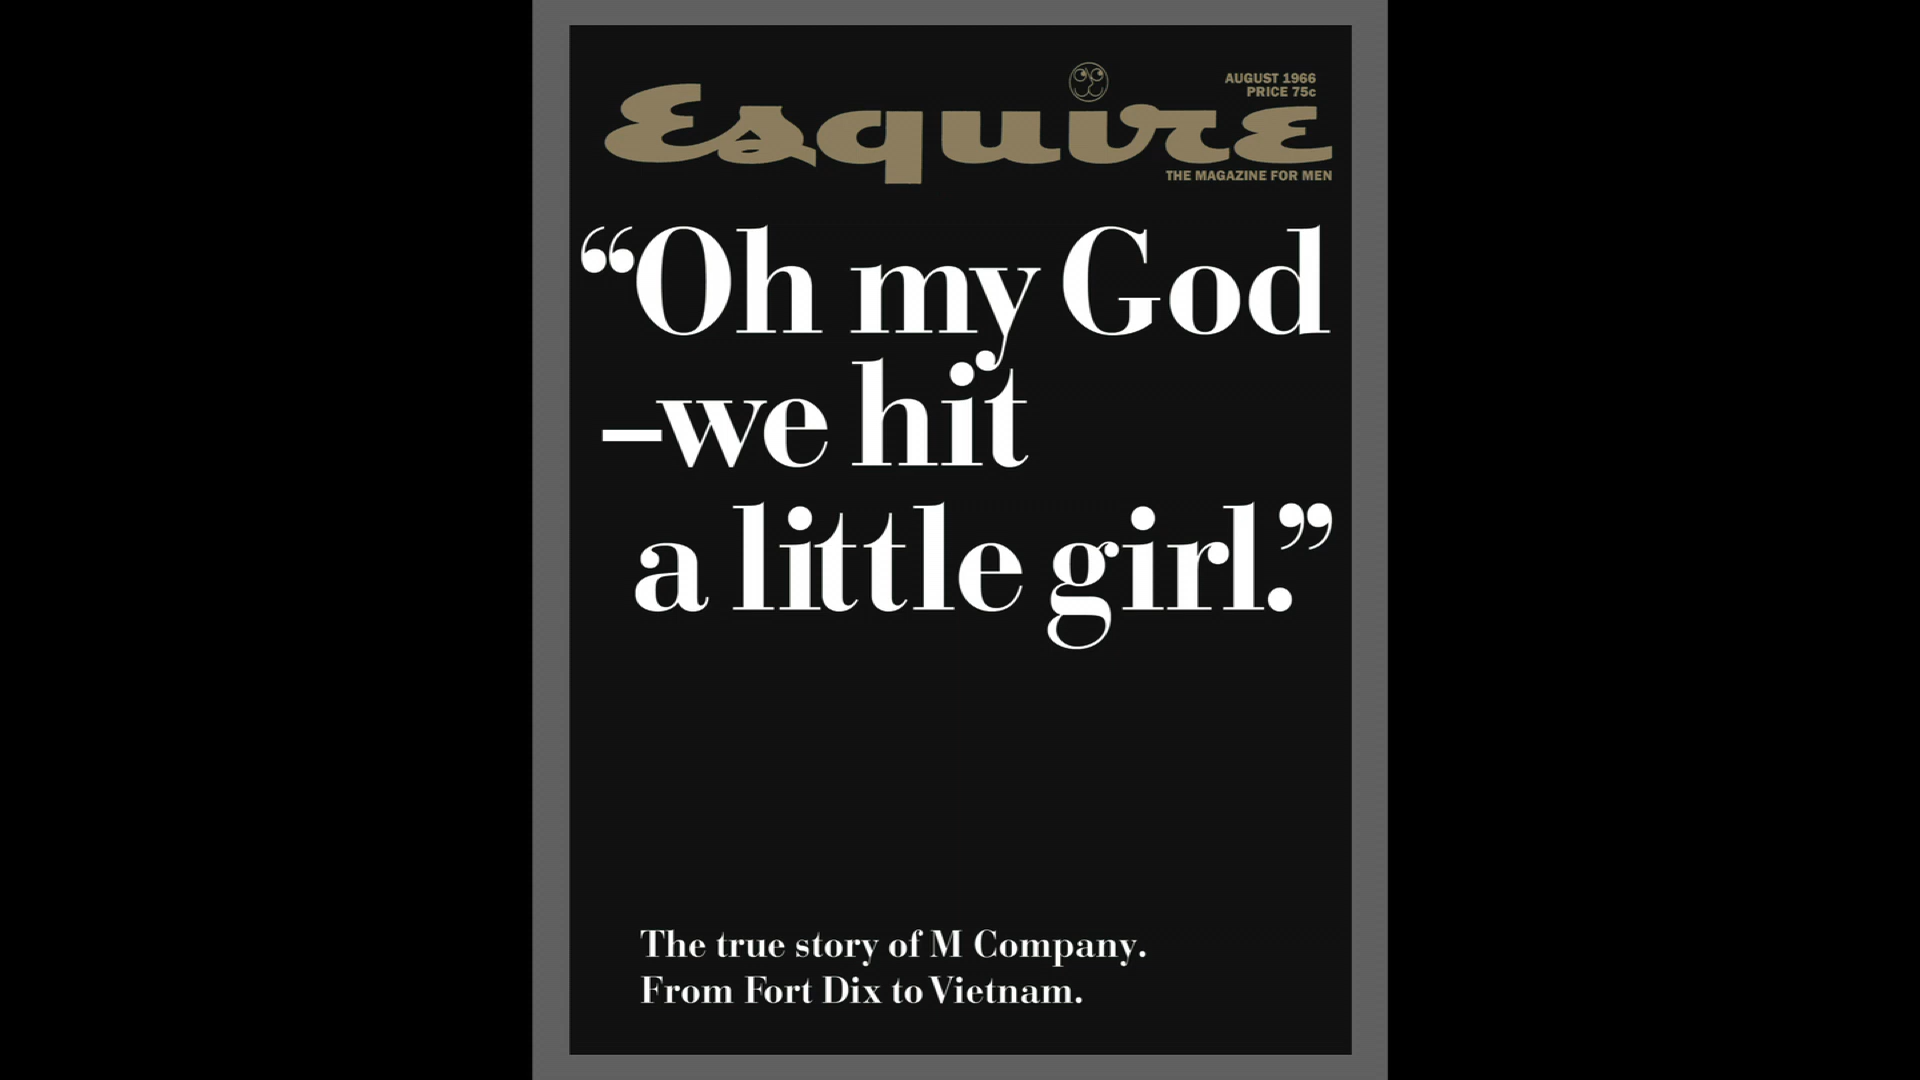 AUGUST 1966
PRICE 75c
Esquire
THE MAGAZINE FOR MEN
“Oh my God
–we hit
a little girl.”
The true story of M Company.
From Fort Dix to Vietnam.